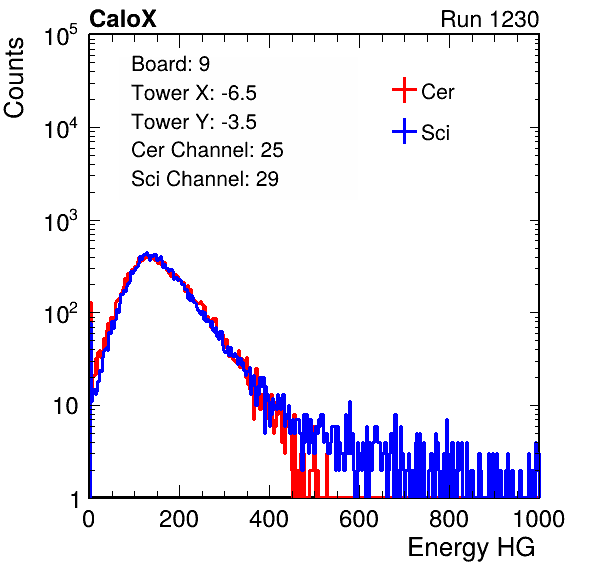 CaloX Run 1230
Counts
Board: 9
Tower X: -6.5
Tower Y: -3.5
Cer Channel: 25
Sci Channel: 29
Cer
Sci
10^5
10^4
10^3
10^2
10
1
0 200 400 600 800 1000
Energy HG